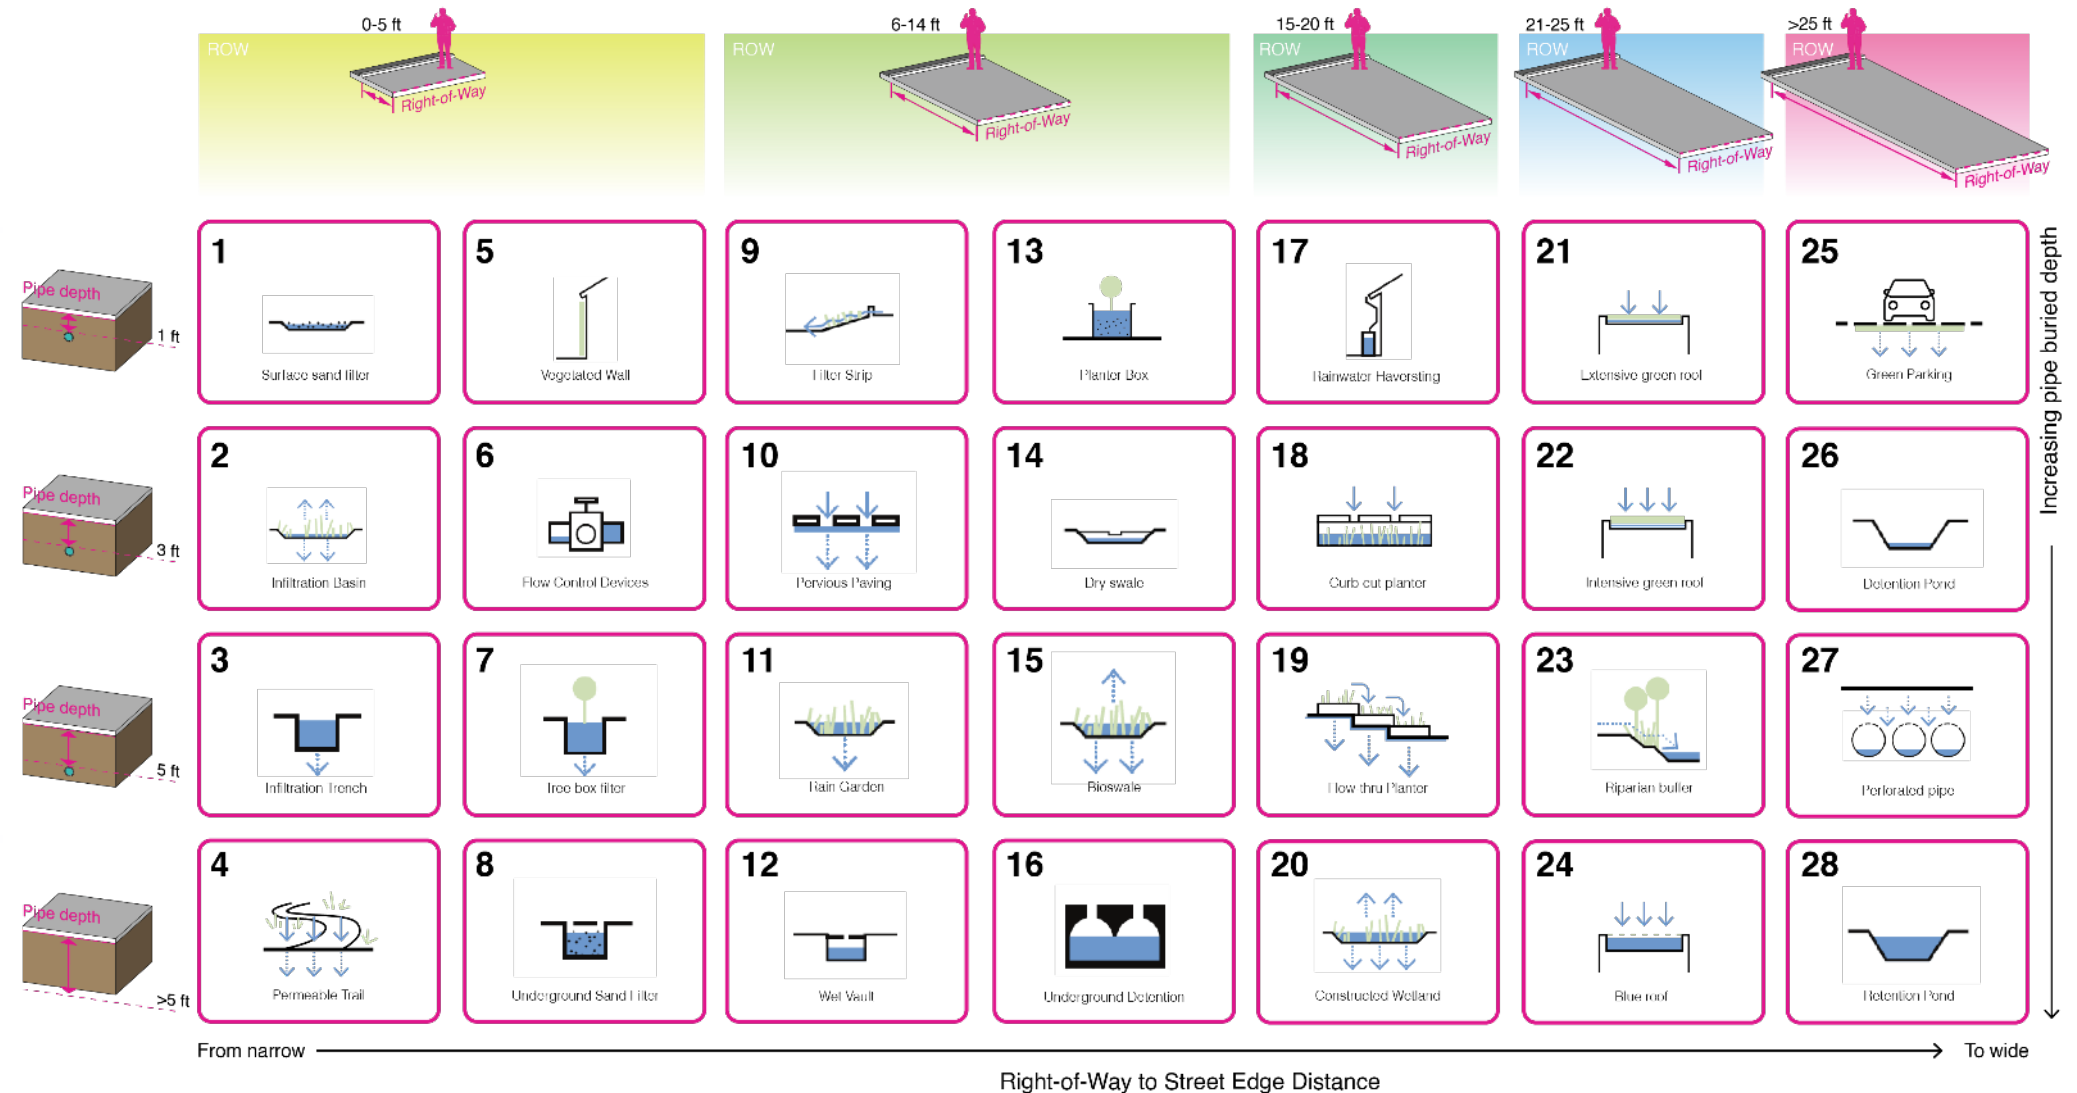 0-5 ft
6-14 ft
15-20 ft
21-25 ft
>25 ft
ROW
ROW
ROW
ROW
ROW
Right-of-Way
Right-of-Way
Right-of-Way
Right-of-Way
Right-of-Way
Pipe depth
1 ft
1
Surface sand filter
5
Vegetated Wall
9
Filter Strip
13
Planter Box
17
Rainwater Haversting
21
Extensive green roof
25
Green Parking
Pipe depth
3 ft
2
Infiltration Basin
6
Flow Control Devices
10
Pervious Paving
14
Dry swale
18
Curb cut planter
22
Intensive green roof
26
Detention Pond
Pipe depth
5 ft
3
Infiltration Trench
7
Tree box filter
11
Rain Garden
15
Bioswale
19
Flow thru Planter
23
Riparian buffer
27
Perforated pipe
Pipe depth
>5 ft
4
Permeable Trail
8
Underground Sand Filter
12
Wet Vault
16
Underground Detention
20
Constructed Wetland
24
Blue roof
28
Retention Pond
Increasing pipe buried depth
From narrow
To wide
Right-of-Way to Street Edge Distance